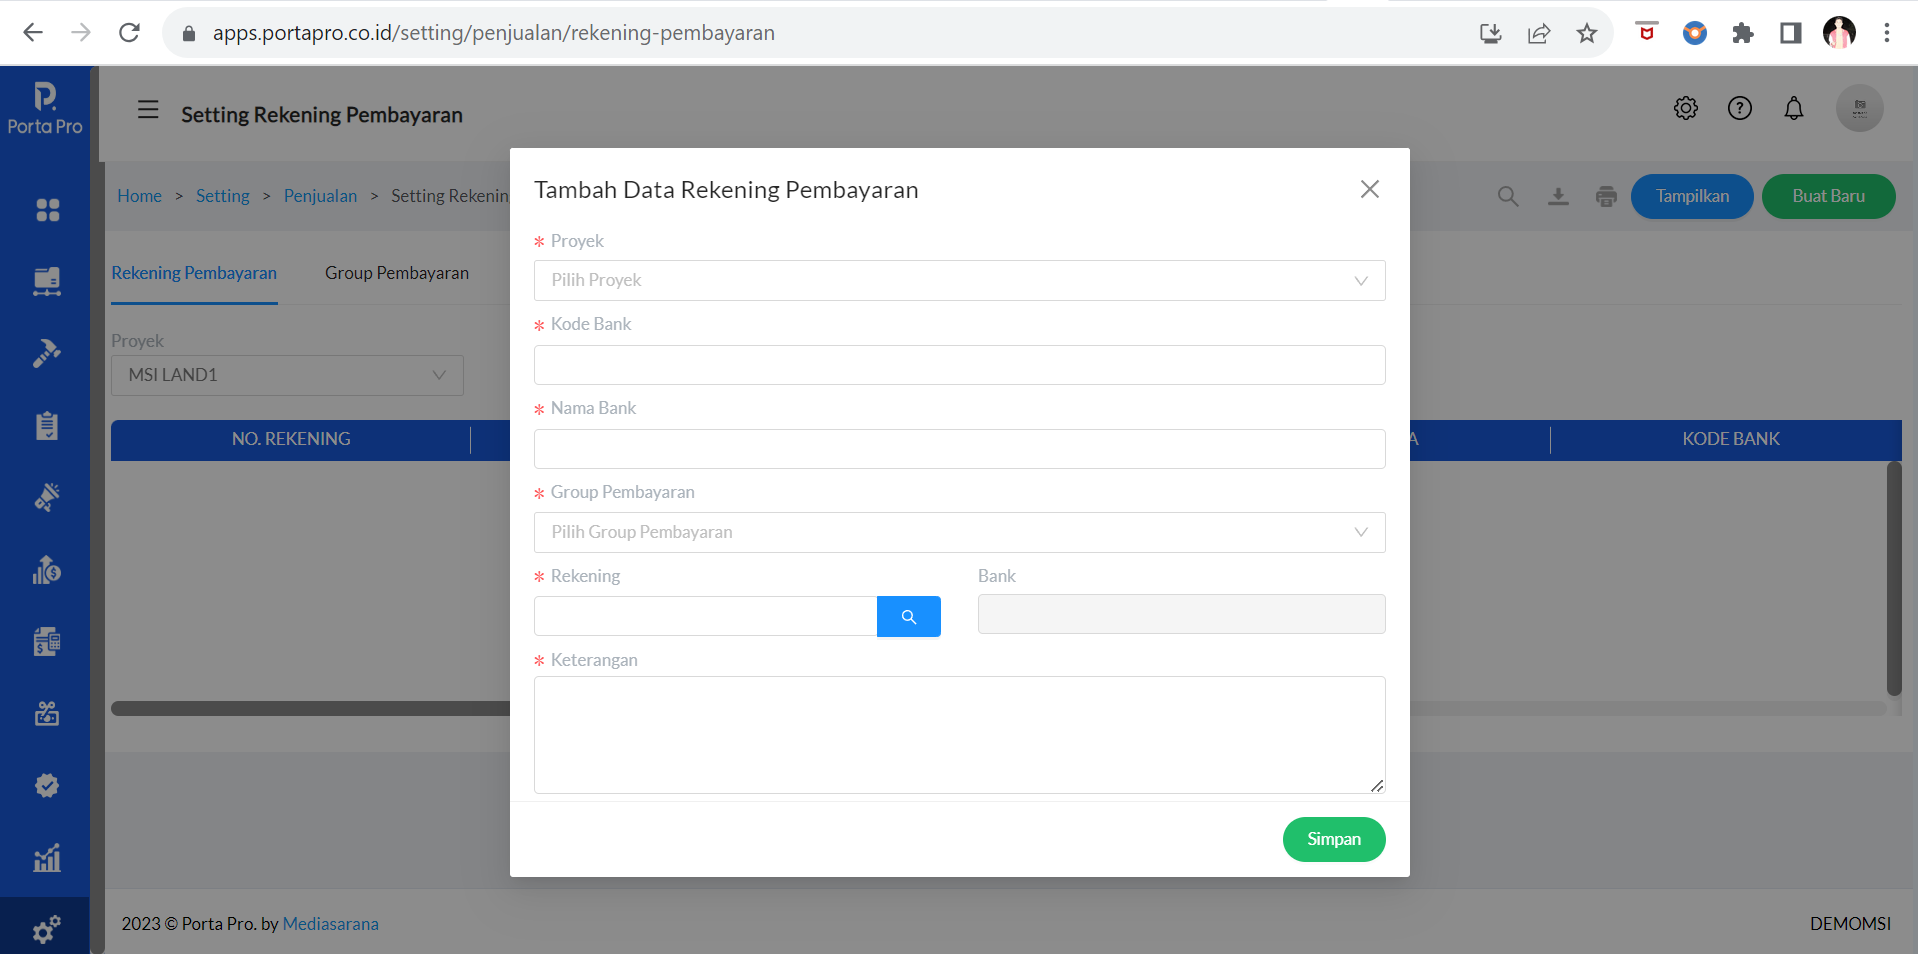 apps.portapro.co.id/setting/penjualan/rekening-pembayaran
Porta Pro
Setting Rekening Pembayaran
Home > Setting > Penjualan > Setting Rekenin
Tampilkan
Buat Baru
Rekening Pembayaran
Group Pembayaran
Proyek
MSI LAND1
NO. REKENING
A
KODE BANK
Tambah Data Rekening Pembayaran
* Proyek
Pilih Proyek
* Kode Bank
* Nama Bank
* Group Pembayaran
Pilih Group Pembayaran
* Rekening
Bank
* Keterangan
Simpan
2023 © Porta Pro. by Mediasarana
DEMOMSI